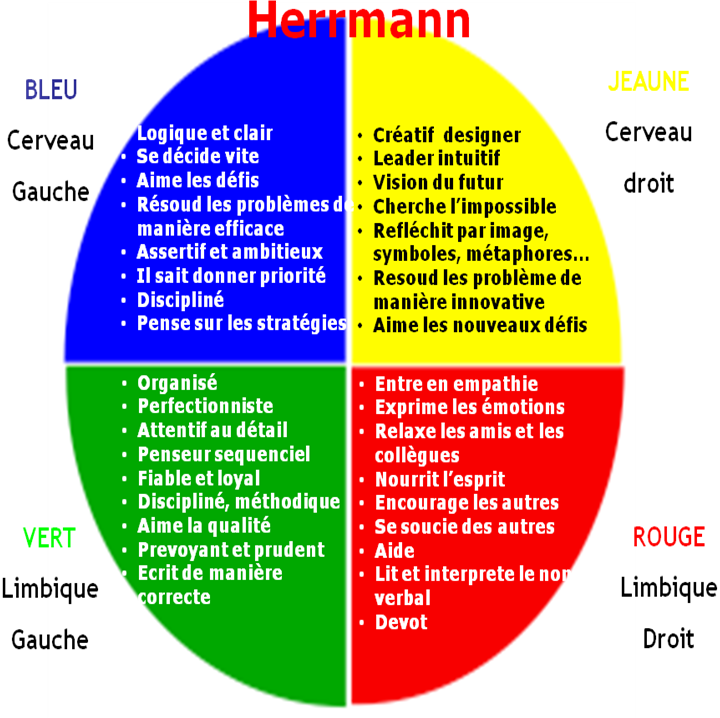 Herrmann
BLEU
Cerveau
Gauche
JEAUNE
Cerveau
droit
Logique et clair
• Se décide vite
• Aime les défis
• Résoud les problèmes de
manière efficace
• Assertif et ambitieux
• Il sait donner priorité
• Discipliné
• Pense sur les stratégies
• Créatif designer
• Leader intuitif
• Vision du futur
• Cherche l'impossible
• Refléchit par image,
symboles, métaphores...
• Resoud les problème de
manière innovative
• Aime les nouveaux défis
• Organisé
• Perfectionniste
• Attentif au détail
• Penseur sequenciel
• Fiable et loyal
• Discipliné, méthodique
• Aime la qualité
• Prevoyant et prudent
• Ecrit de manière
correcte
• Entre en empathie
• Exprime les émotions
• Relaxe les amis et les
collègues
• Nourrit l'esprit
• Encourage les autres
• Se soucie des autres
• Aide
• Lit et interprete le non
verbal
• Devot
VERT
Limbique
Gauche
ROUGE
Limbique
Droit